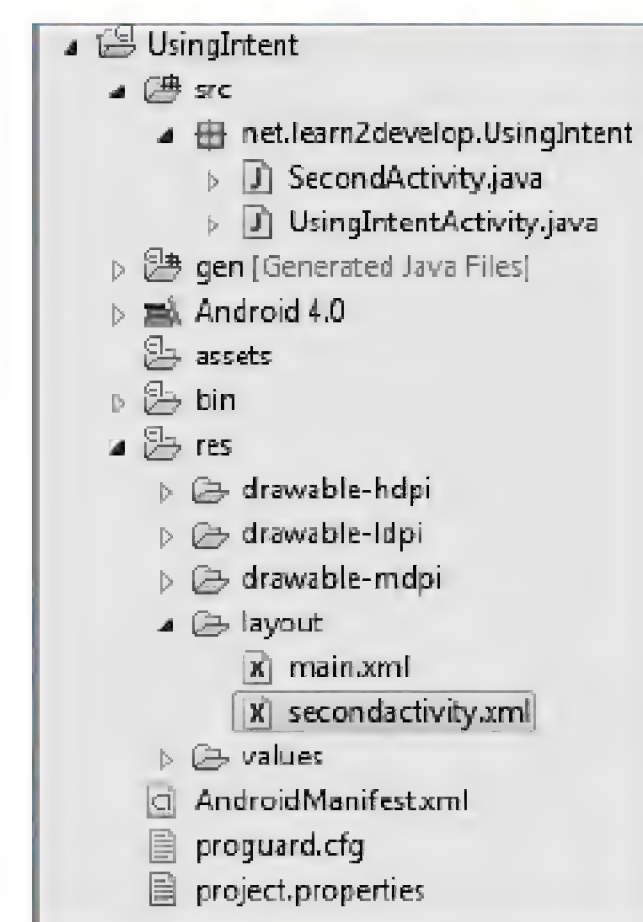 UsingIntent
src
net.learn2develop.UsingIntent
SecondActivity.java
UsingIntentActivity.java
gen [Generated Java Files]
Android 4.0
assets
bin
res
drawable-hdpi
drawable-ldpi
drawable-mdpi
layout
main.xml
secondactivity.xml
values
AndroidManifest.xml
proguard.cfg
project.properties